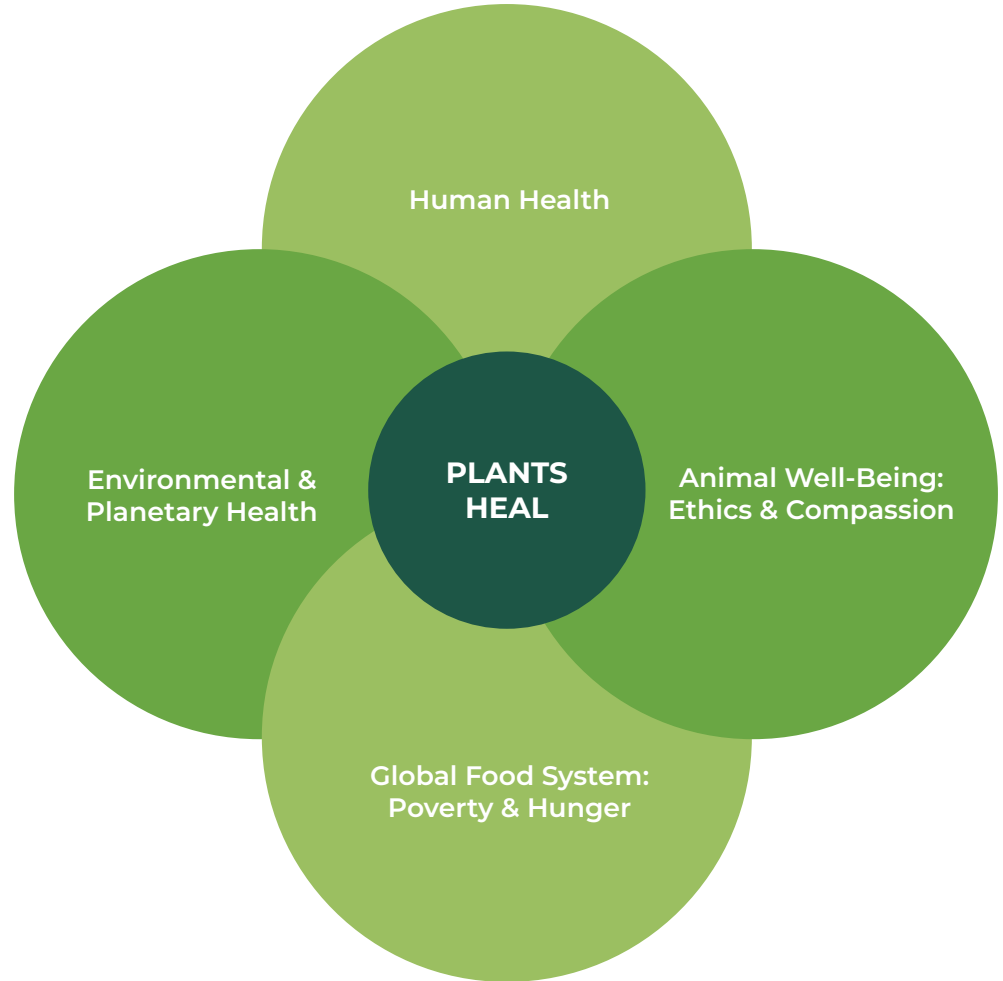 Human Health
Environmental &
Planetary Health
PLANTS
HEAL
Animal Well-Being:
Ethics & Compassion
Global Food System:
Poverty & Hunger